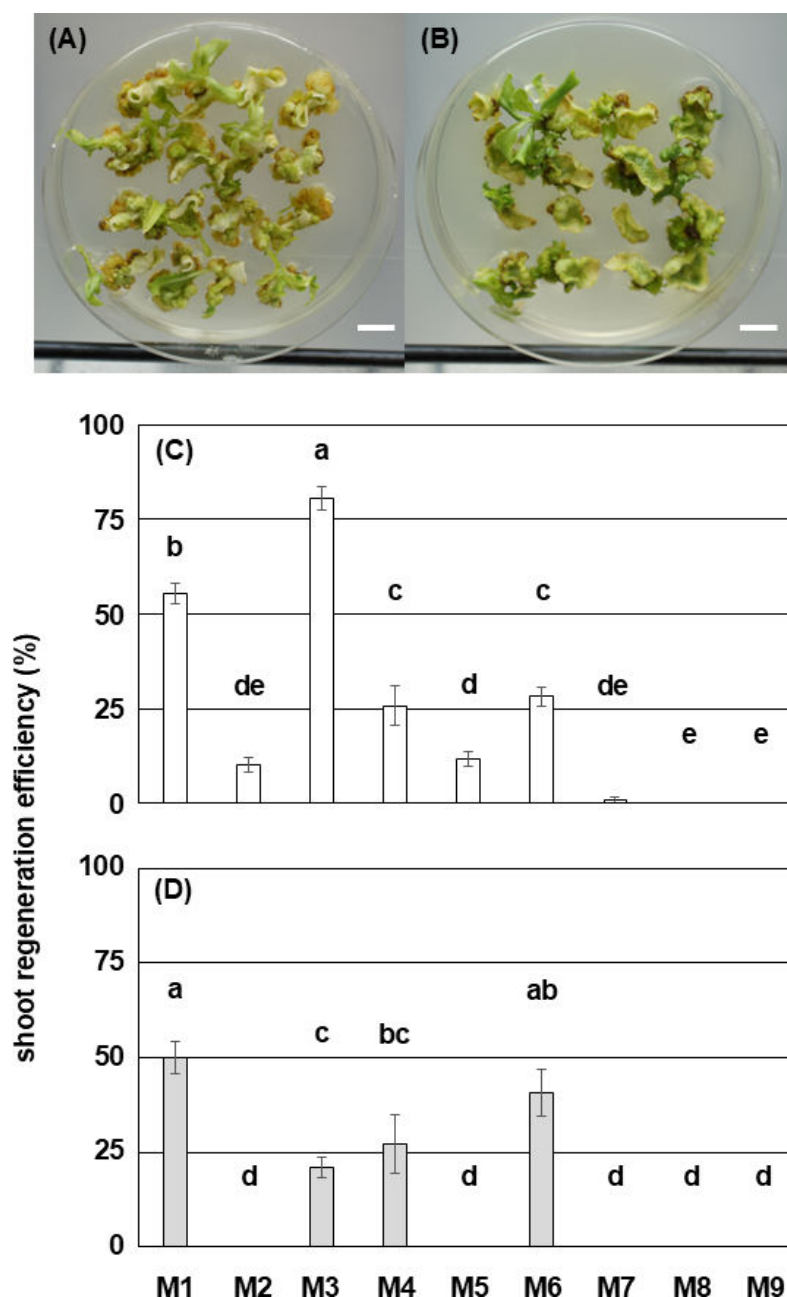 (A) (B)
shoot regeneration efficiency (%)
100
(C)
a
75
b
50
c c
de d de
25
e e
0
100
(D)
75
a ab
c bc
50
25
d d d d d
0
M1 M2 M3 M4 M5 M6 M7 M8 M9